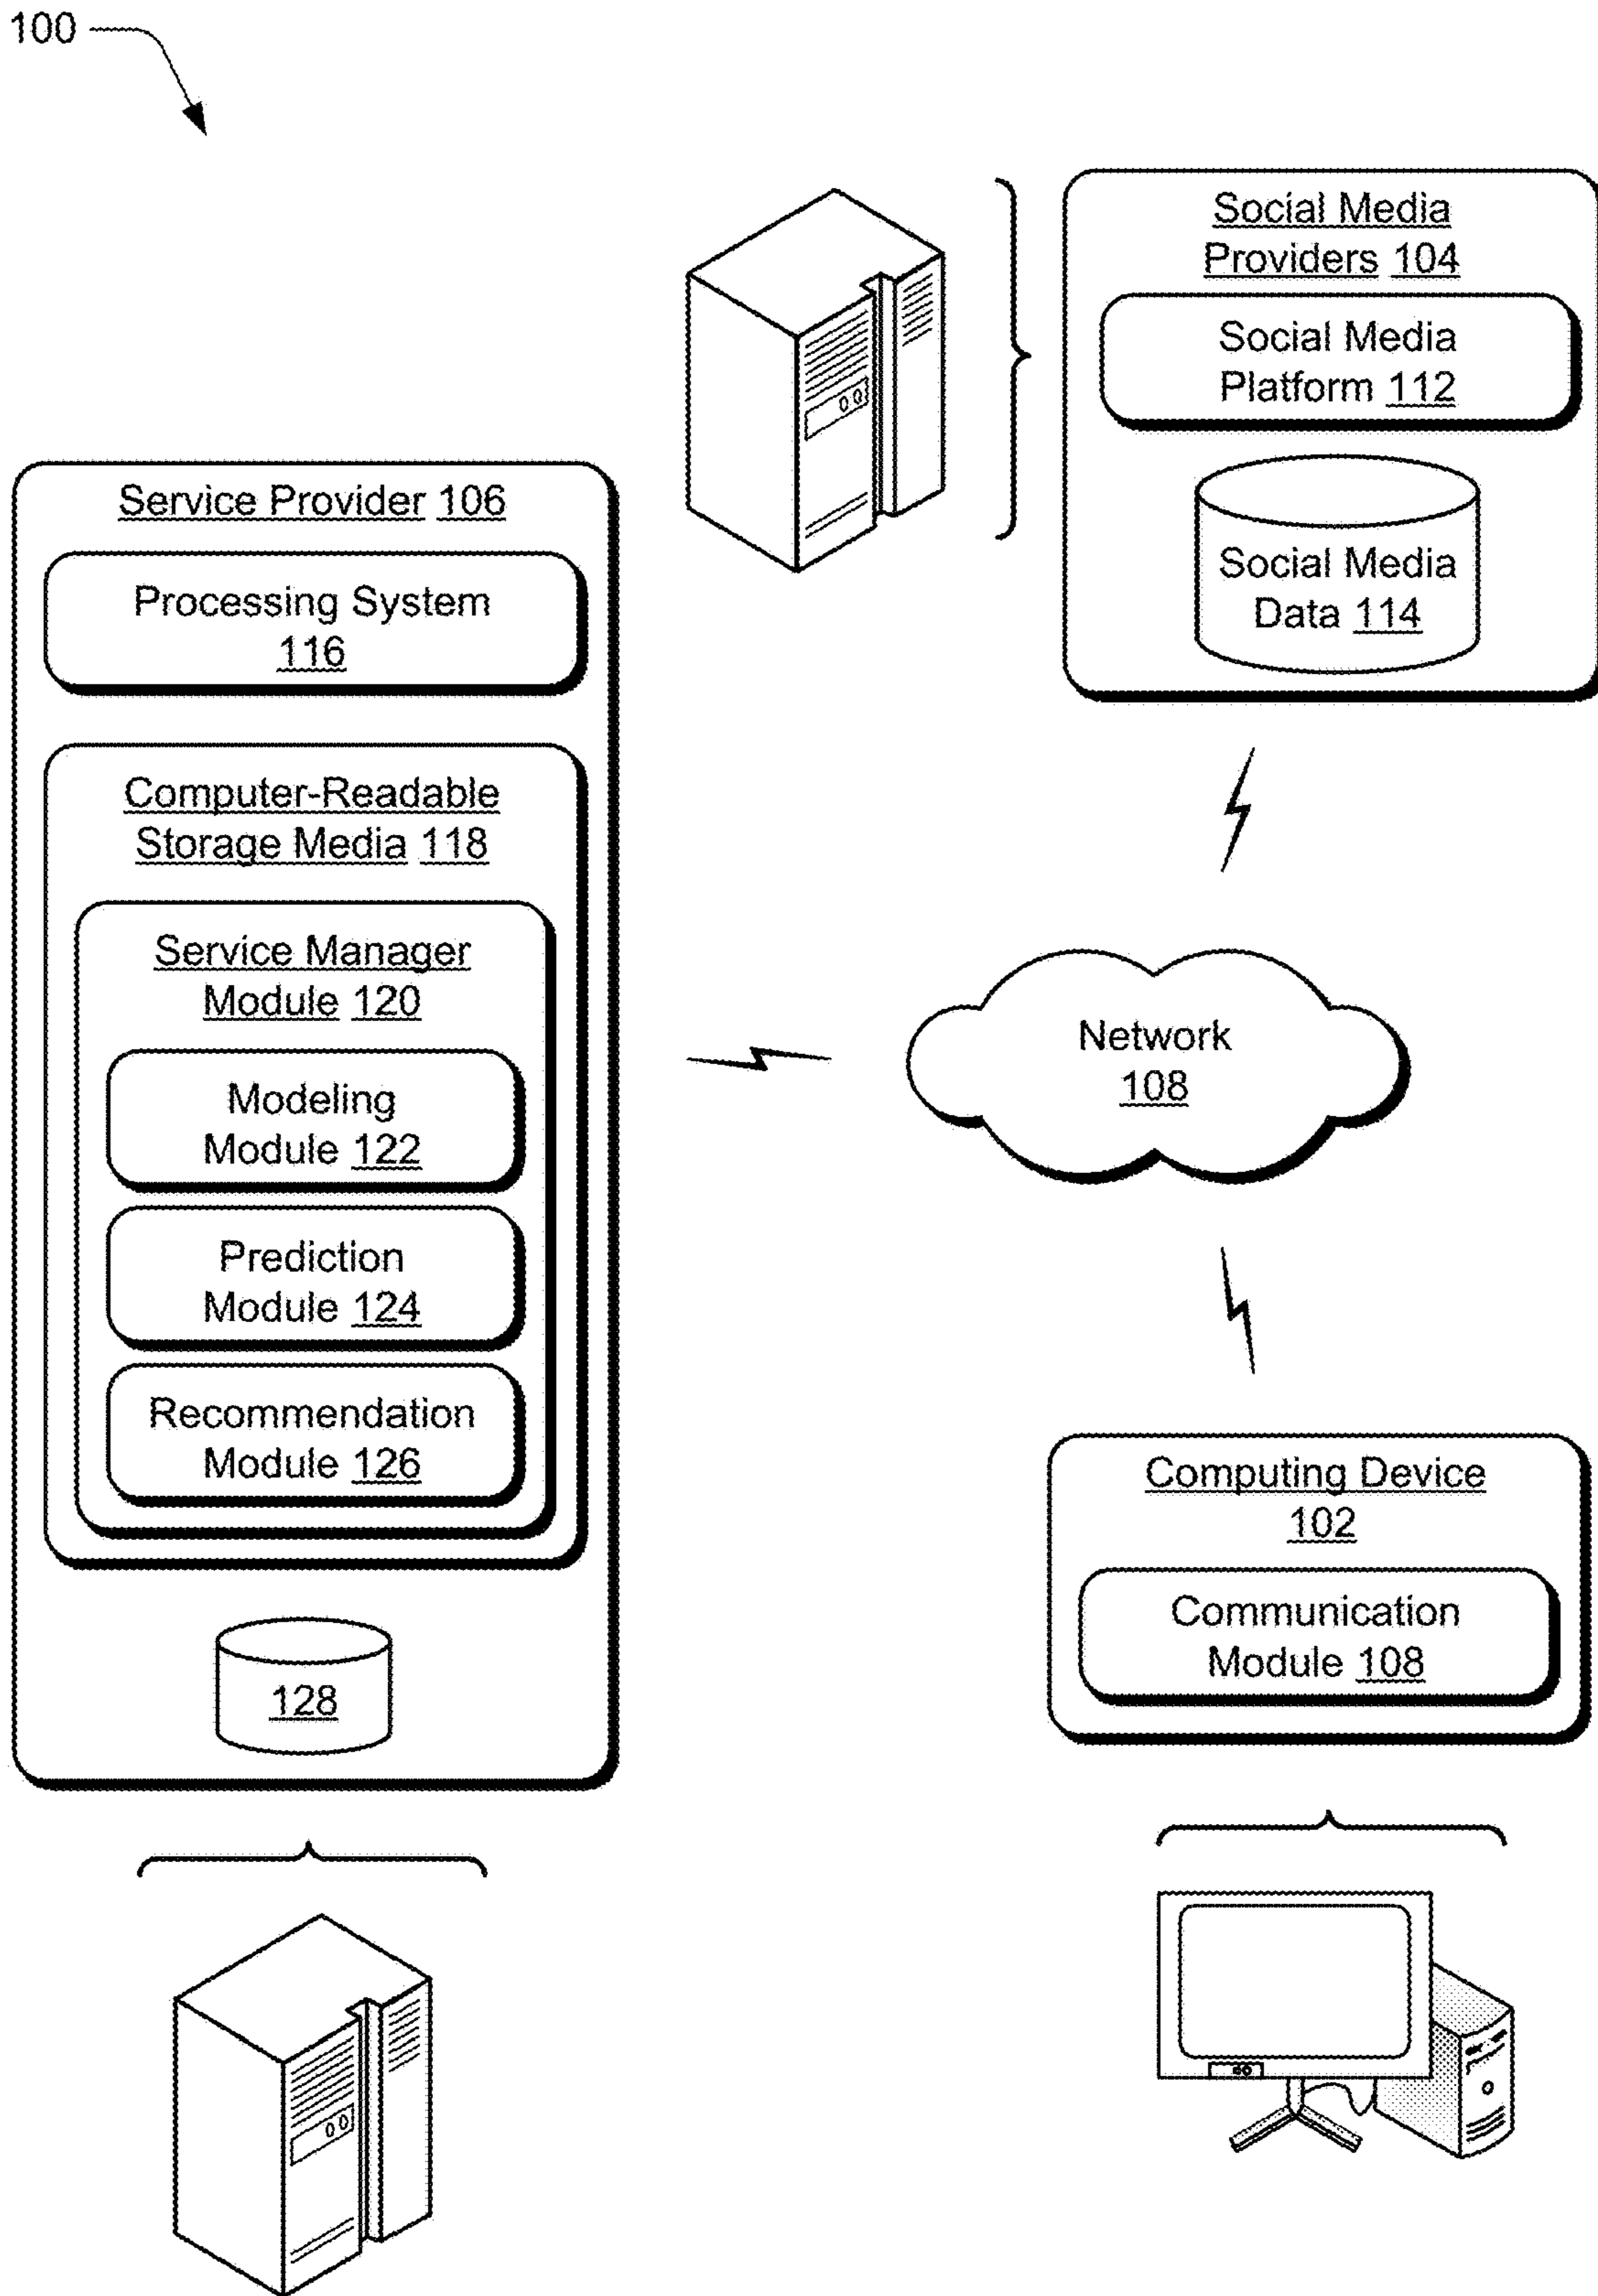 100
Social Media
Providers 104
Social Media
Platform 112
Social Media
Data 114
Service Provider 106
Processing System
116
Computer-Readable
Storage Media 118
Service Manager
Module 120
Modeling
Module 122
Prediction
Module 124
Recommendation
Module 126
128
Network
108
Computing Device
102
Communication
Module 108